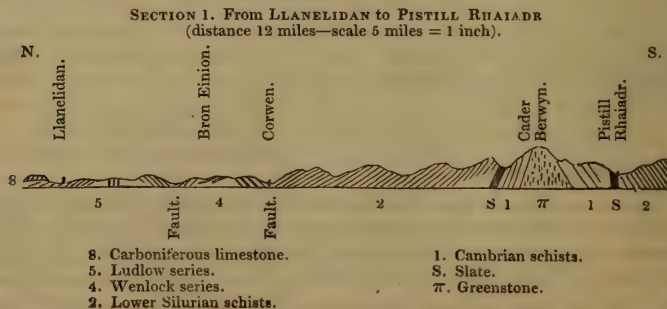 SECTION 1. From LLANELIDAN to PISTILL RHAIADR
(distance 12 miles—scale 5 miles = 1 inch).
N. S.
Llanelidan.
Bron Einion.
Corwen.
Cader Berwyn.
Pistill Rhaiadr.
8
5 Fault. 4 Fault. 2 S 1 π 1 S 2
8. Carboniferous limestone.
5. Ludlow series.
4. Wenlock series.
2. Lower Silurian schists.
1. Cambrian schists.
S. Slate.
π. Greenstone.